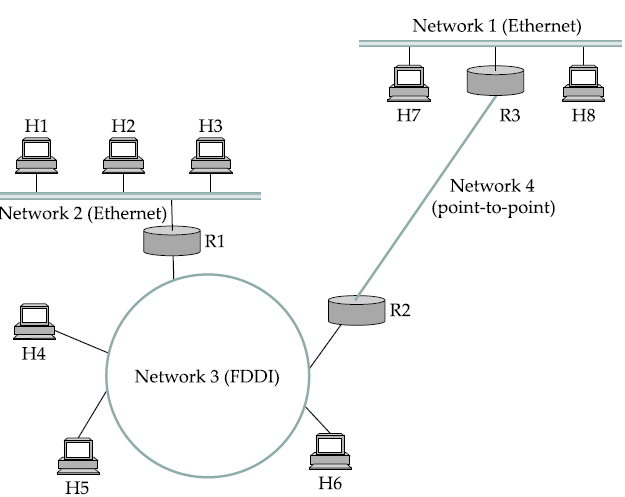 Network 1 (Ethernet)
H7
R3
H8
H1
H2
H3
Network 2 (Ethernet)
R1
Network 4
(point-to-point)
R2
H4
Network 3 (FDDI)
H5
H6